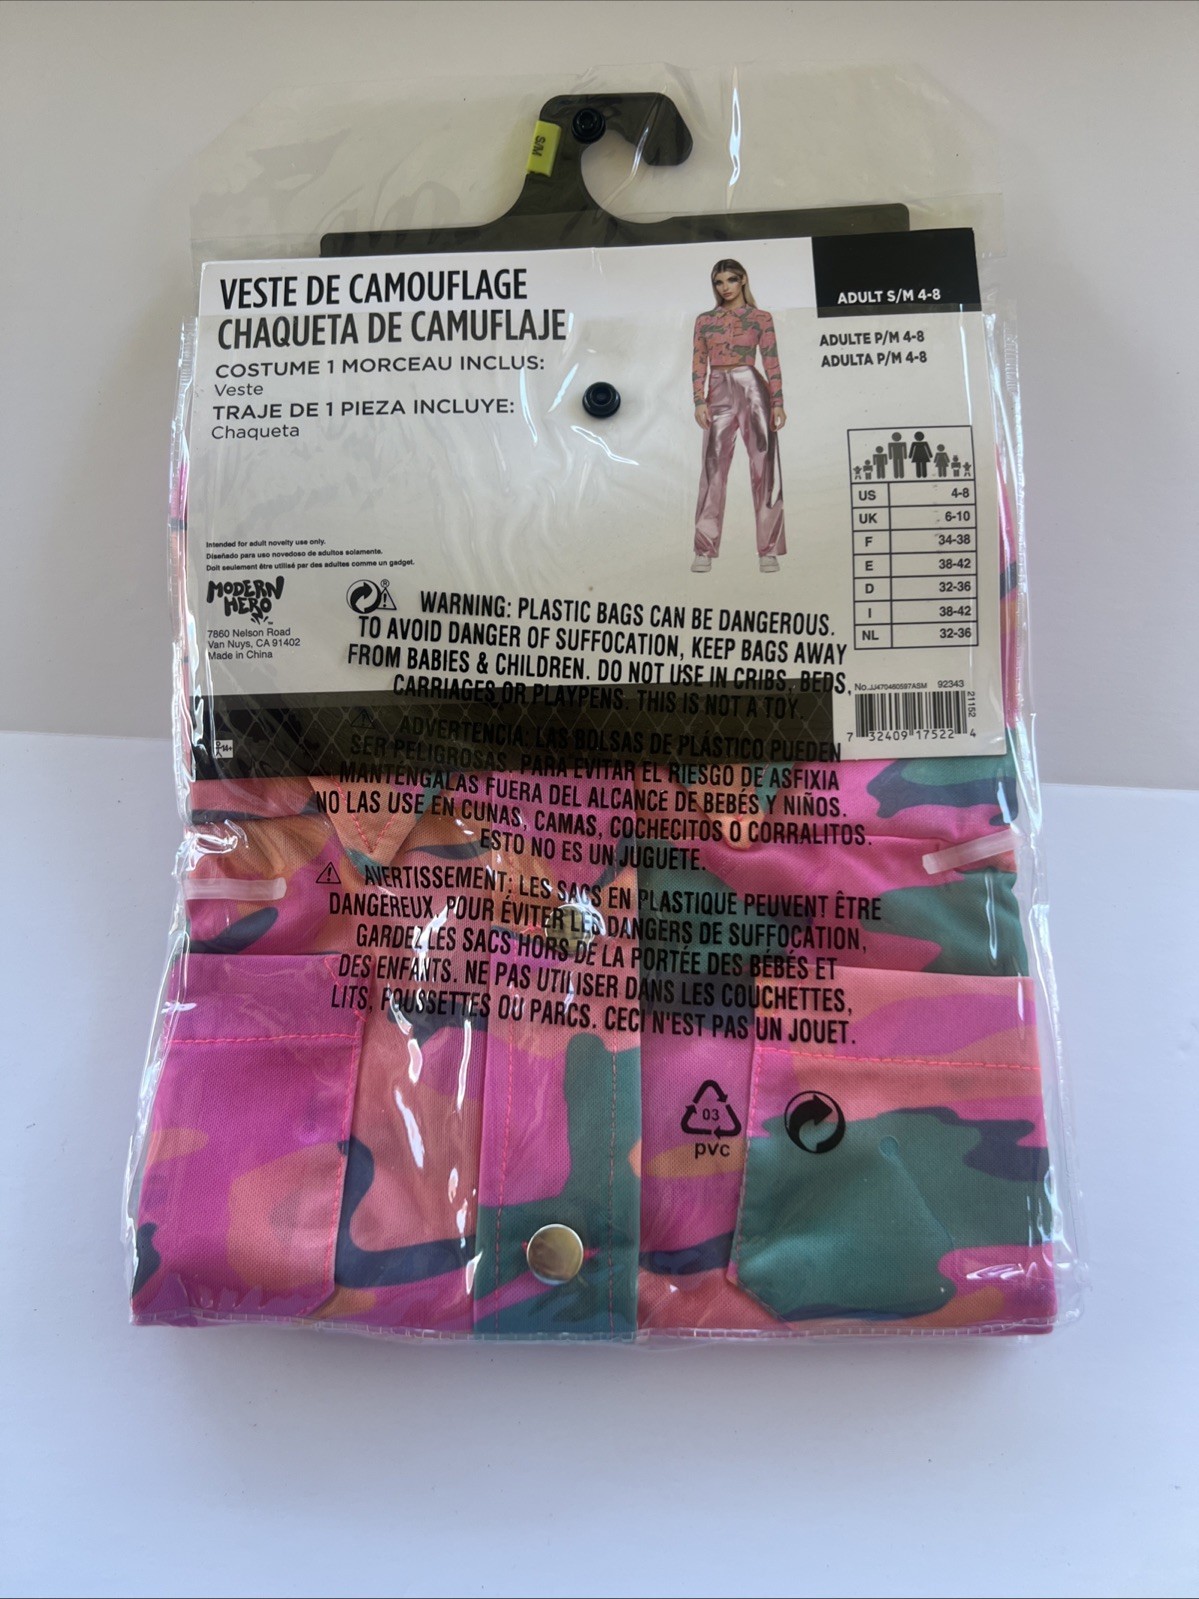 S/M
VESTE DE CAMOUFLAGE
CHAQUETA DE CAMUFLAJE
COSTUME 1 MORCEAU INCLUS:
Veste
TRAJE DE 1 PIEZA INCLUYE:
Chaqueta
ADULT S/M 4-8
ADULTE P/M 4-8
ADULTA P/M 4-8
US 4-8
UK 6-10
F 34-38
E 38-42
D 32-36
I 38-42
NL 32-36
Intended for adult novelty use only.
Diseñado para uso novedoso de adultos solamente.
Doit seulement être utilisé par des adultes comme un gadget.
MODERN
HERO
™
7860 Nelson Road
Van Nuys, CA 91402
Made in China
®
14+
No. JJ470460597ASM 92343
21152
7 32409 17522 4
WARNING: PLASTIC BAGS CAN BE DANGEROUS.
TO AVOID DANGER OF SUFFOCATION, KEEP BAGS AWAY
FROM BABIES & CHILDREN. DO NOT USE IN CRIBS, BEDS,
CARRIAGES OR PLAYPENS. THIS IS NOT A TOY.
ADVERTENCIA: LAS BOLSAS DE PLÁSTICO PUEDEN
SER PELIGROSAS. PARA EVITAR EL RIESGO DE ASFIXIA
MANTÉNGALAS FUERA DEL ALCANCE DE BEBÉS Y NIÑOS.
NO LAS USE EN CUNAS, CAMAS, COCHECITOS O CORRALITOS.
ESTO NO ES UN JUGUETE.
AVERTISSEMENT: LES SACS EN PLASTIQUE PEUVENT ÊTRE
DANGEREUX. POUR ÉVITER LES DANGERS DE SUFFOCATION,
GARDEZ LES SACS HORS DE LA PORTÉE DES BÉBÉS ET
DES ENFANTS. NE PAS UTILISER DANS LES COUCHETTES,
LITS, POUSSETTES OU PARCS. CECI N'EST PAS UN JOUET.
03
pvc